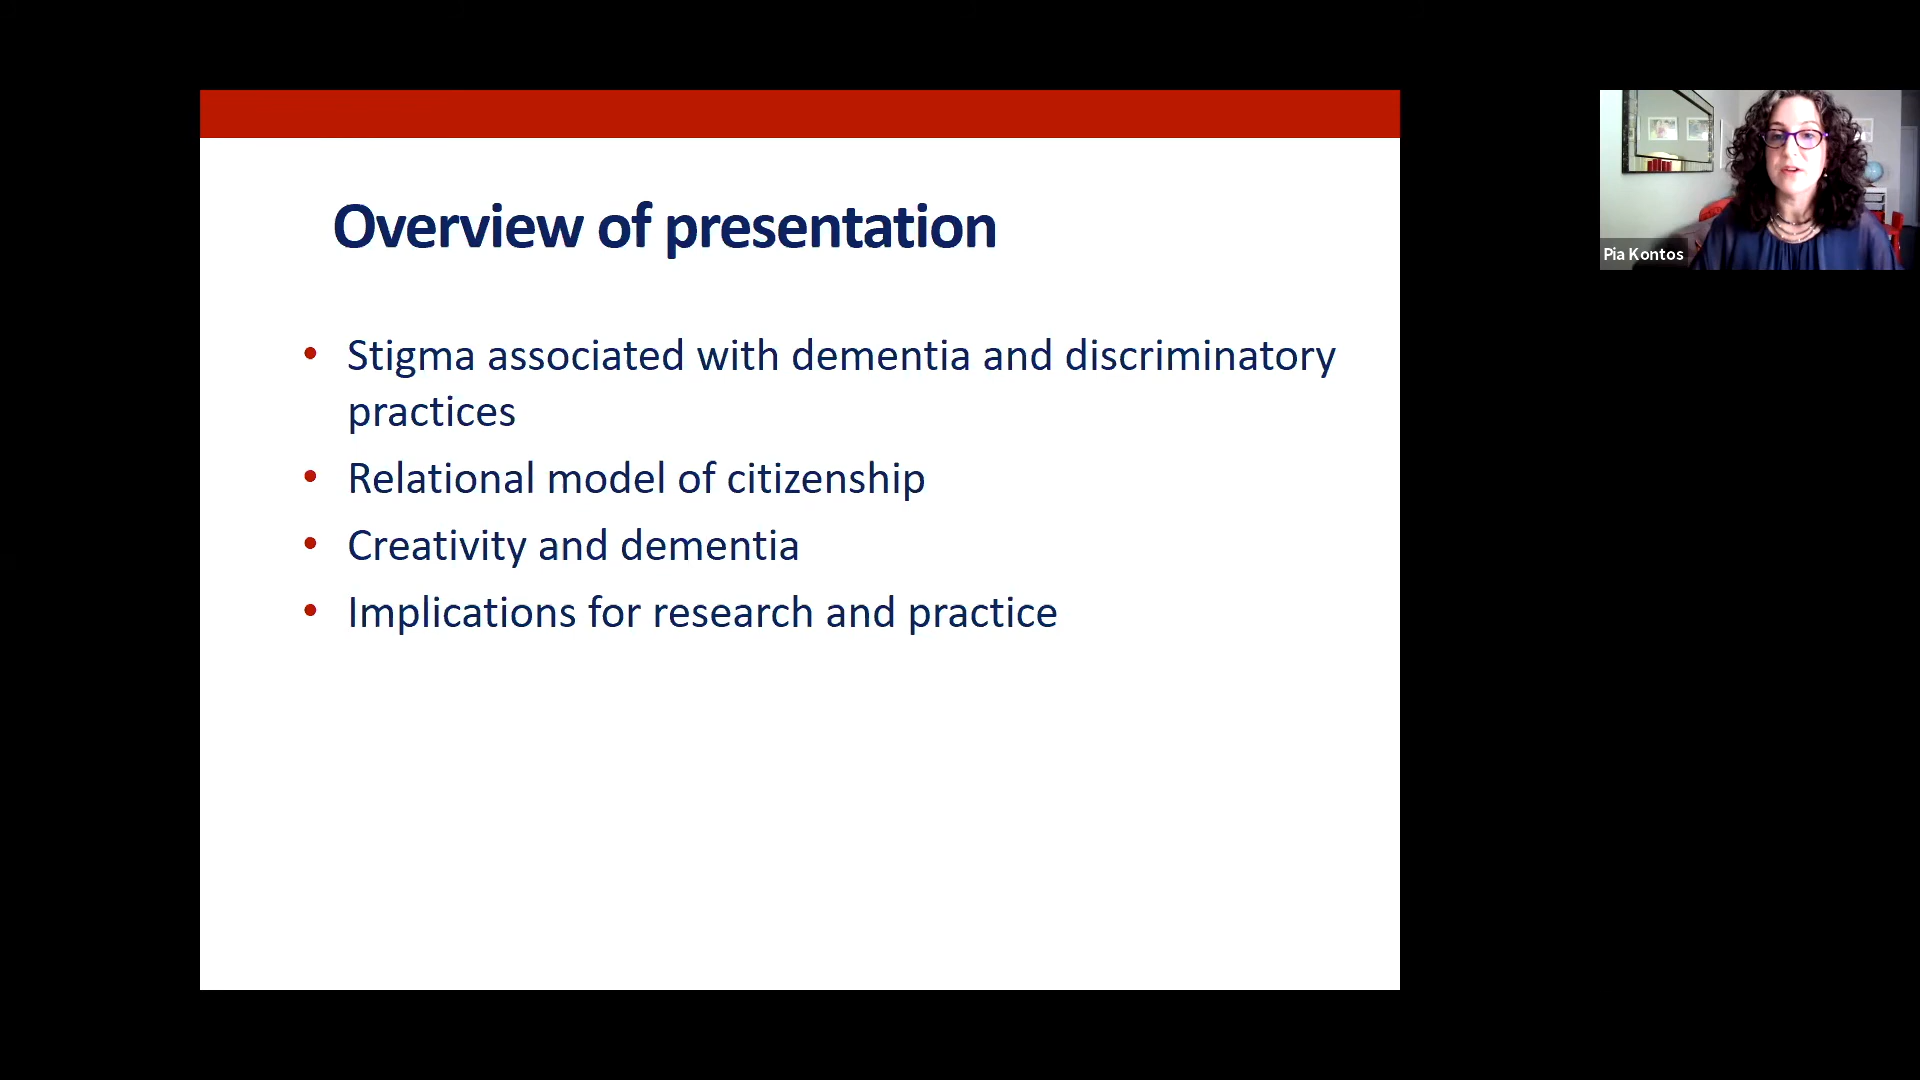 Overview of presentation
• Stigma associated with dementia and discriminatory
practices
• Relational model of citizenship
• Creativity and dementia
• Implications for research and practice
Pia Kontos